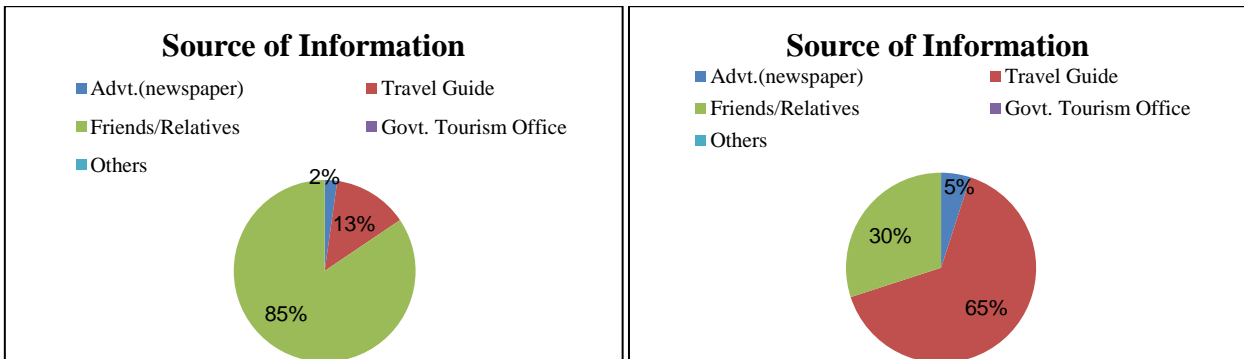 Source of Information
Advt.(newspaper) Travel Guide
Friends/Relatives Govt. Tourism Office
Others
2%
13%
85%
Source of Information
Advt.(newspaper) Travel Guide
Friends/Relatives Govt. Tourism Office
Others
5%
30%
65%